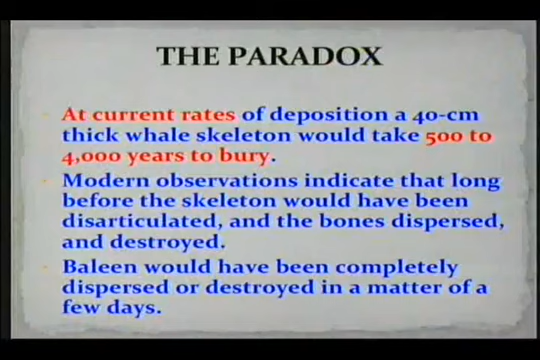 THE PARADOX
At current rates of deposition a 40-cm
thick whale skeleton would take 500 to
4,000 years to bury.
Modern observations indicate that long
before the skeleton would have been
disarticulated, and the bones dispersed,
and destroyed.
Baleen would have been completely
dispersed or destroyed in a matter of a
few days.